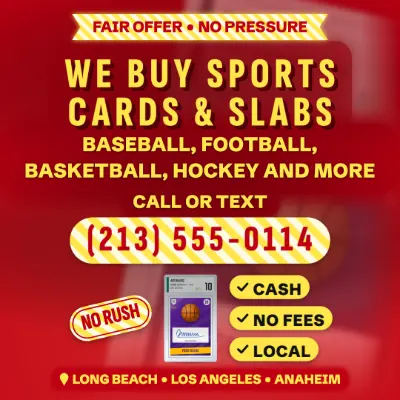 FAIR OFFER • NO PRESSURE
WE BUY SPORTS
CARDS & SLABS
BASEBALL, FOOTBALL,
BASKETBALL, HOCKEY AND MORE
CALL OR TEXT
(213) 555-0114
NO RUSH
10
CASH
NO FEES
LOCAL
LONG BEACH • LOS ANGELES • ANAHEIM